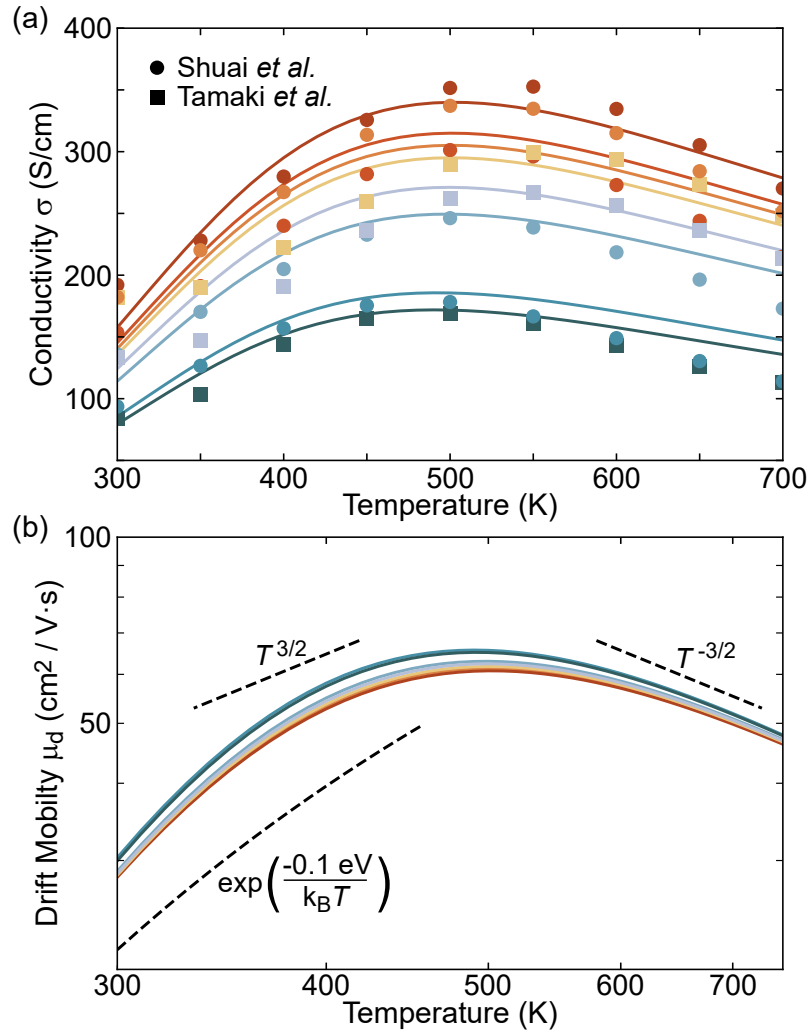 (a)
400
Shuai et al.
Tamaki et al.
300
200
100
Conductivity σ (S/cm)
300 400 500 600 700
Temperature (K)
(b)
100
50
Drift Mobilty μd (cm2 / V·s)
T 3/2
T -3/2
exp(-0.1 eV
kBT)
300 400 500 600 700
Temperature (K)